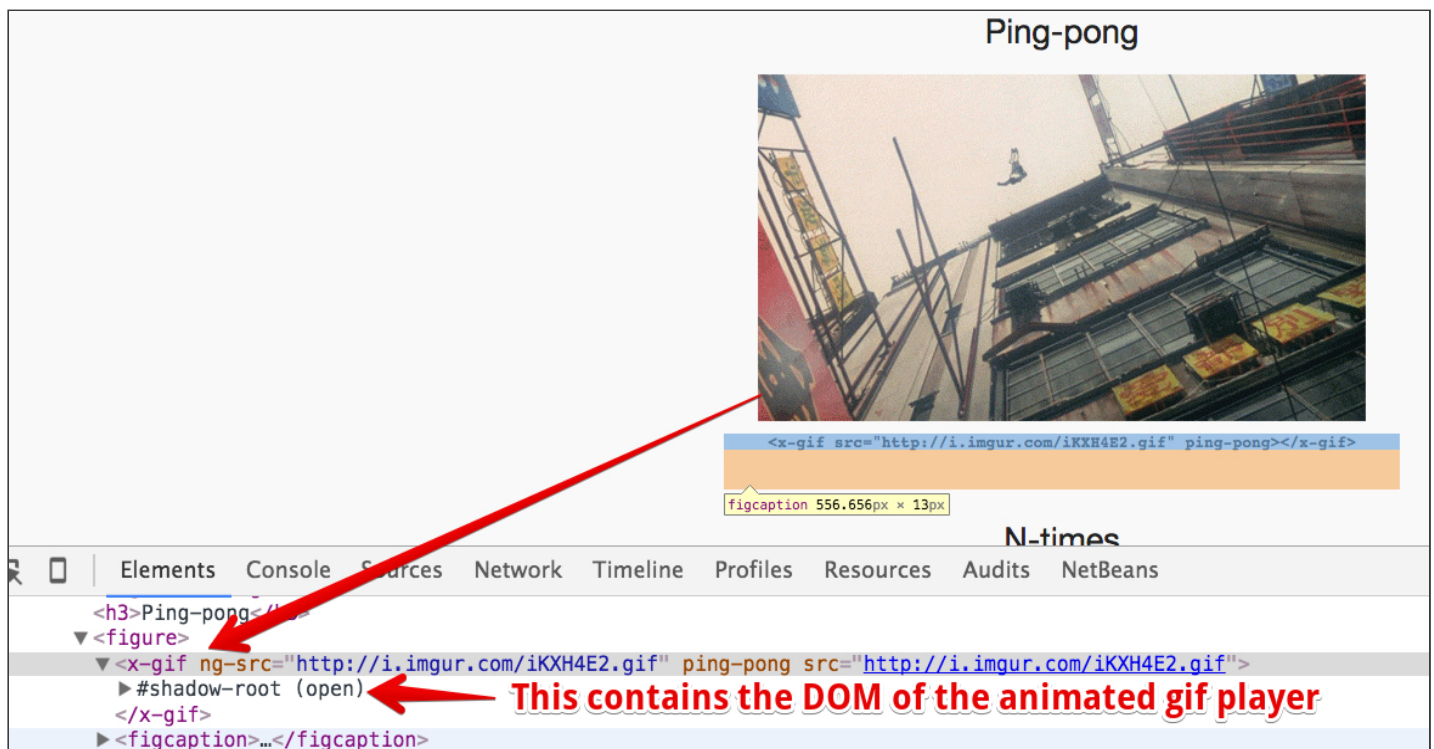 Ping-pong
<x-gif src="http://i.imgur.com/iKXH4E2.gif" ping-pong></x-gif>
figcaption 556.656px × 13px
N-times
Elements Console Sources Network Timeline Profiles Resources Audits NetBeans
<h3>Ping-pong</h3>
▼<figure>
▼<x-gif ng-src="http://i.imgur.com/iKXH4E2.gif" ping-pong src="http://i.imgur.com/iKXH4E2.gif">
▶#shadow-root (open)
This contains the DOM of the animated gif player
</x-gif>
▶<figcaption>…</figcaption>